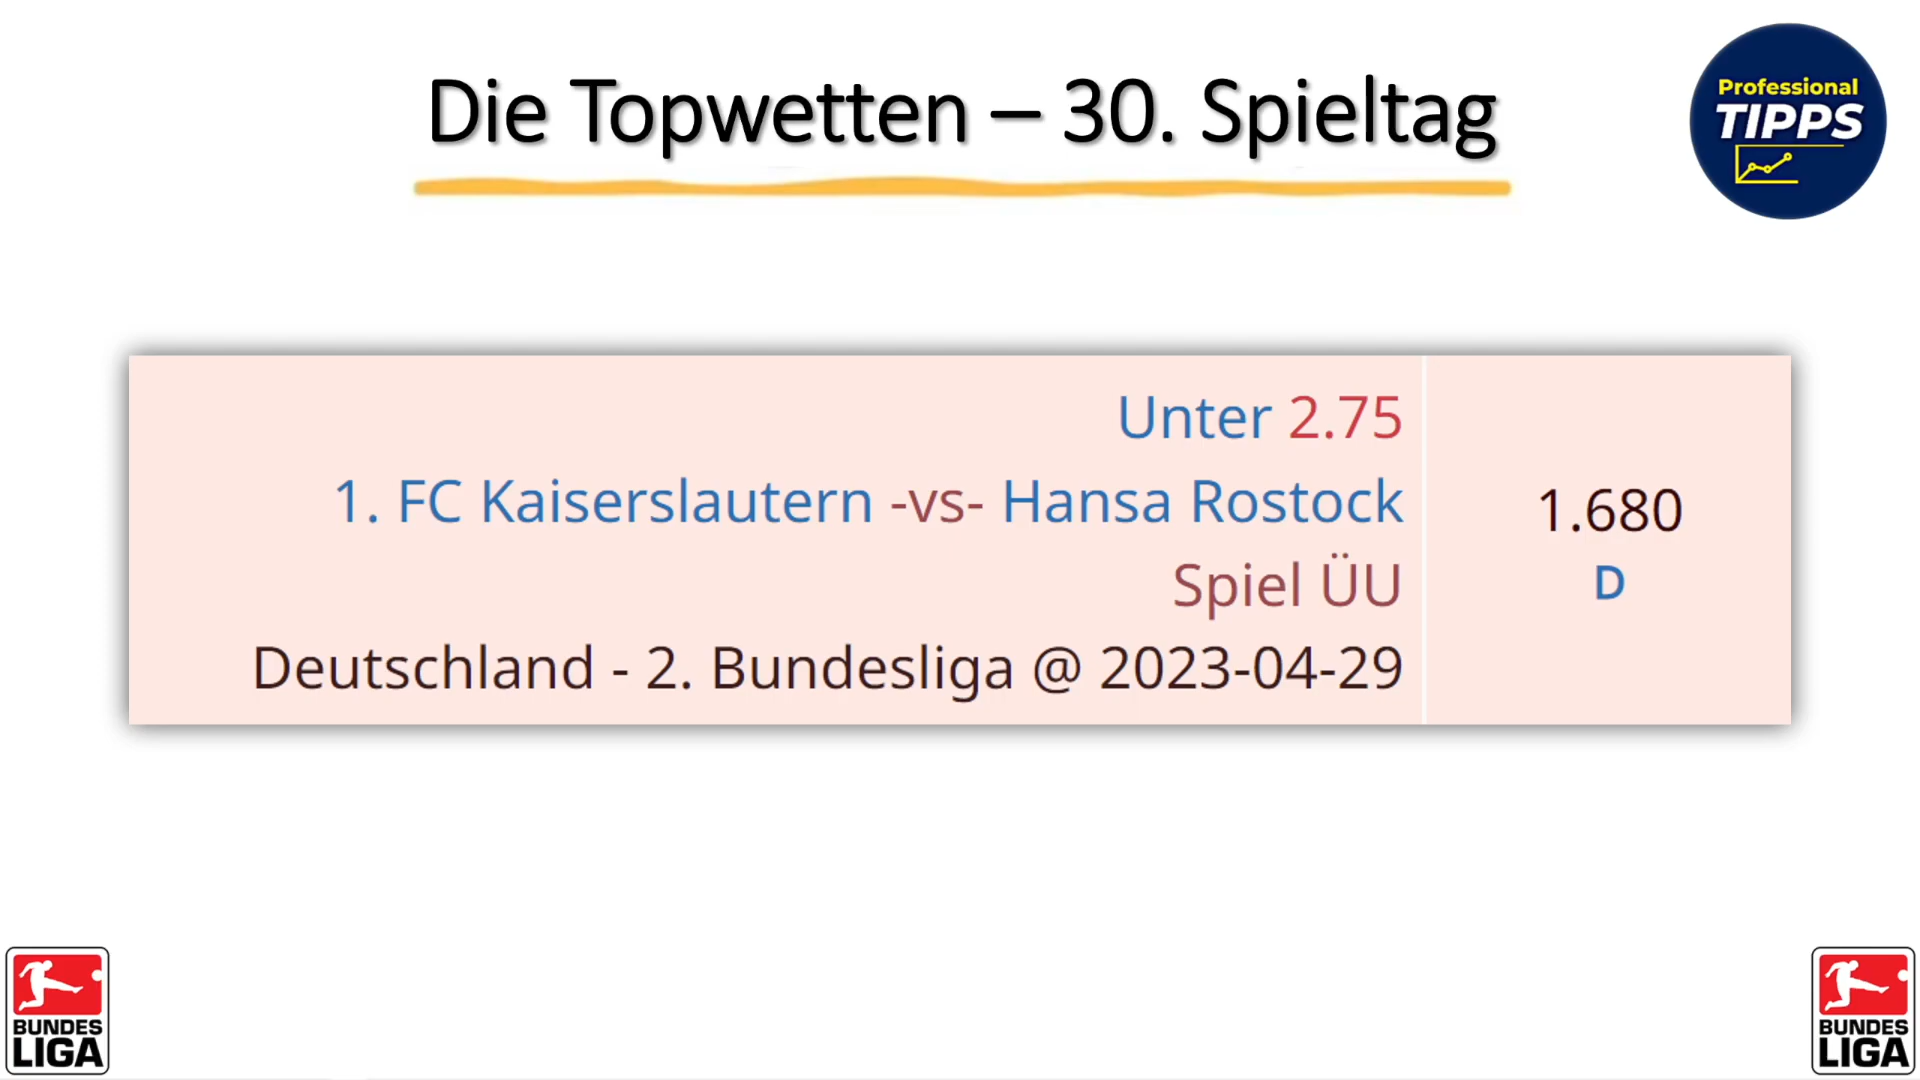 Die Topwetten – 30. Spieltag
Professional
TIPPS
Unter 2.75
1. FC Kaiserslautern -vs- Hansa Rostock
Spiel ÜU
Deutschland - 2. Bundesliga @ 2023-04-29
1.680
D
BUNDES
LIGA
BUNDES
LIGA